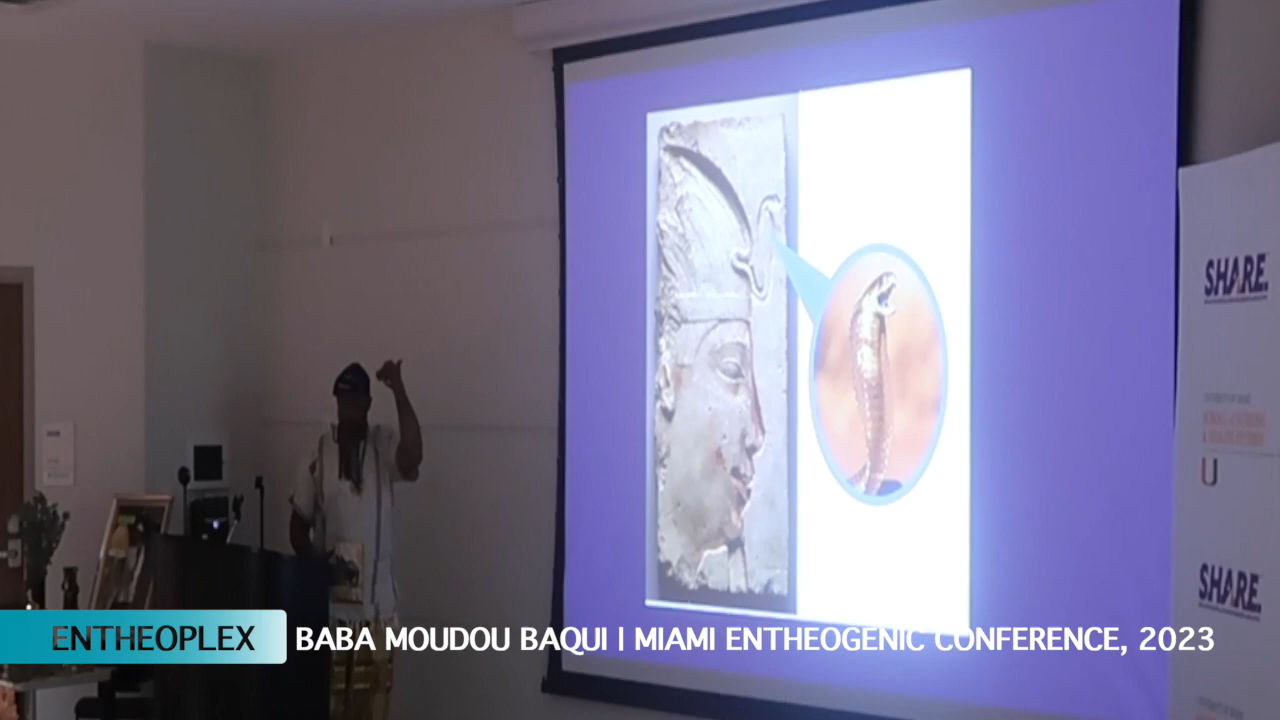 SHARE.
U
SHARE.
ENTHEOPLEX
BABA MOUDOU BAQUI | MIAMI ENTHEOGENIC CONFERENCE, 2023